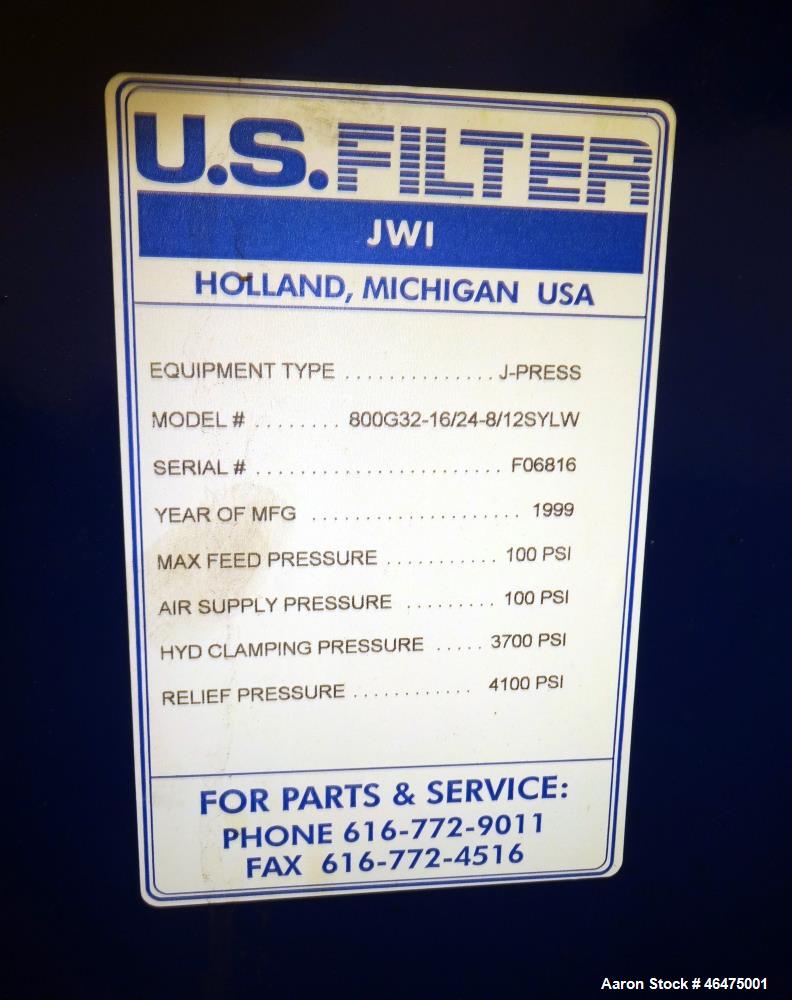 U.S.FILTER
JWI
HOLLAND, MICHIGAN USA
EQUIPMENT TYPE .............. J-PRESS
MODEL # ........ 800G32-16/24-8/12SYLW
SERIAL # ....................... F06816
YEAR OF MFG ................... 1999
MAX FEED PRESSURE ........... 100 PSI
AIR SUPPLY PRESSURE ......... 100 PSI
HYD CLAMPING PRESSURE ..... 3700 PSI
RELIEF PRESSURE ............ 4100 PSI
FOR PARTS & SERVICE:
PHONE 616-772-9011
FAX 616-772-4516
Aaron Stock # 46475001